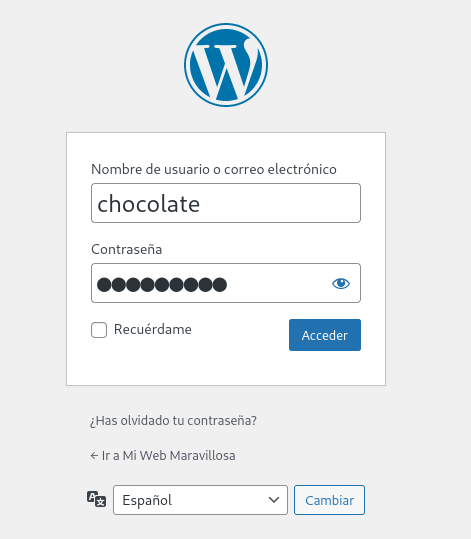 Nombre de usuario o correo electrónico
chocolate
Contraseña
●●●●●●●●●
Recuérdame
Acceder
¿Has olvidado tu contraseña?
← Ir a Mi Web Maravillosa
Español
Cambiar